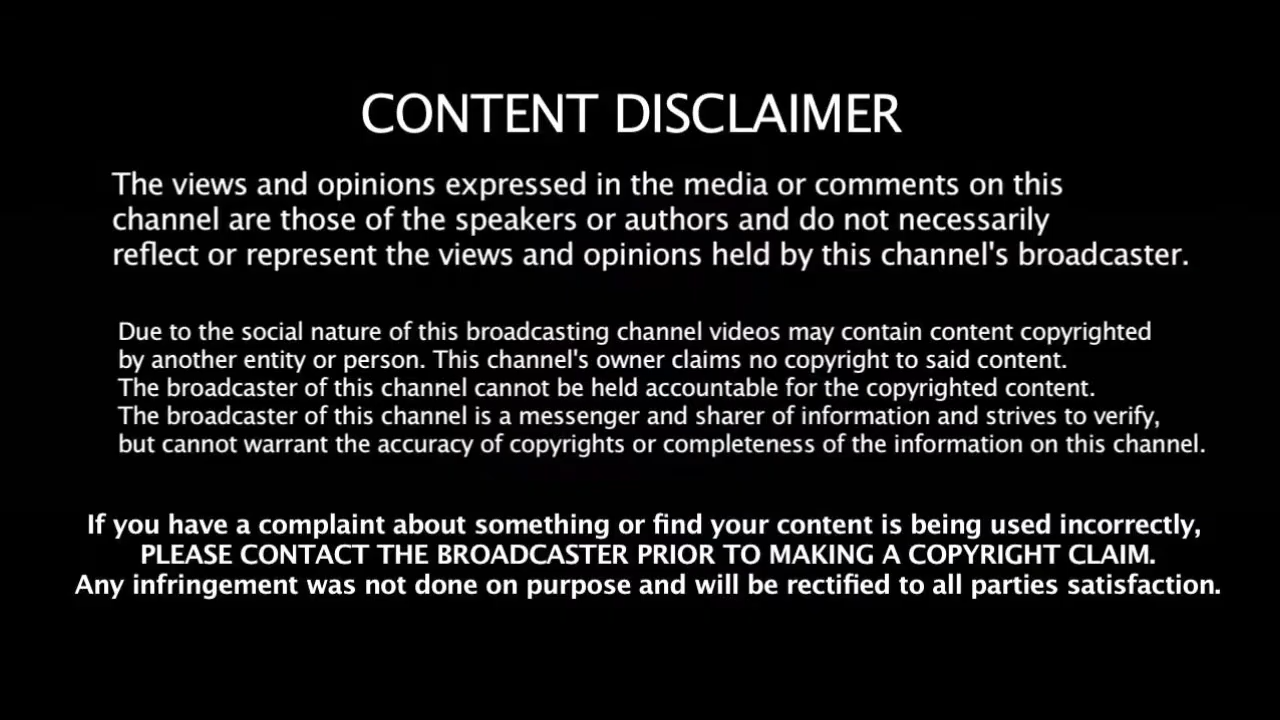 CONTENT DISCLAIMER
The views and opinions expressed in the media or comments on this
channel are those of the speakers or authors and do not necessarily
reflect or represent the views and opinions held by this channel's broadcaster.
Due to the social nature of this broadcasting channel videos may contain content copyrighted
by another entity or person. This channel's owner claims no copyright to said content.
The broadcaster of this channel cannot be held accountable for the copyrighted content.
The broadcaster of this channel is a messenger and sharer of information and strives to verify,
but cannot warrant the accuracy of copyrights or completeness of the information on this channel.
If you have a complaint about something or find your content is being used incorrectly,
PLEASE CONTACT THE BROADCASTER PRIOR TO MAKING A COPYRIGHT CLAIM.
Any infringement was not done on purpose and will be rectified to all parties satisfaction.